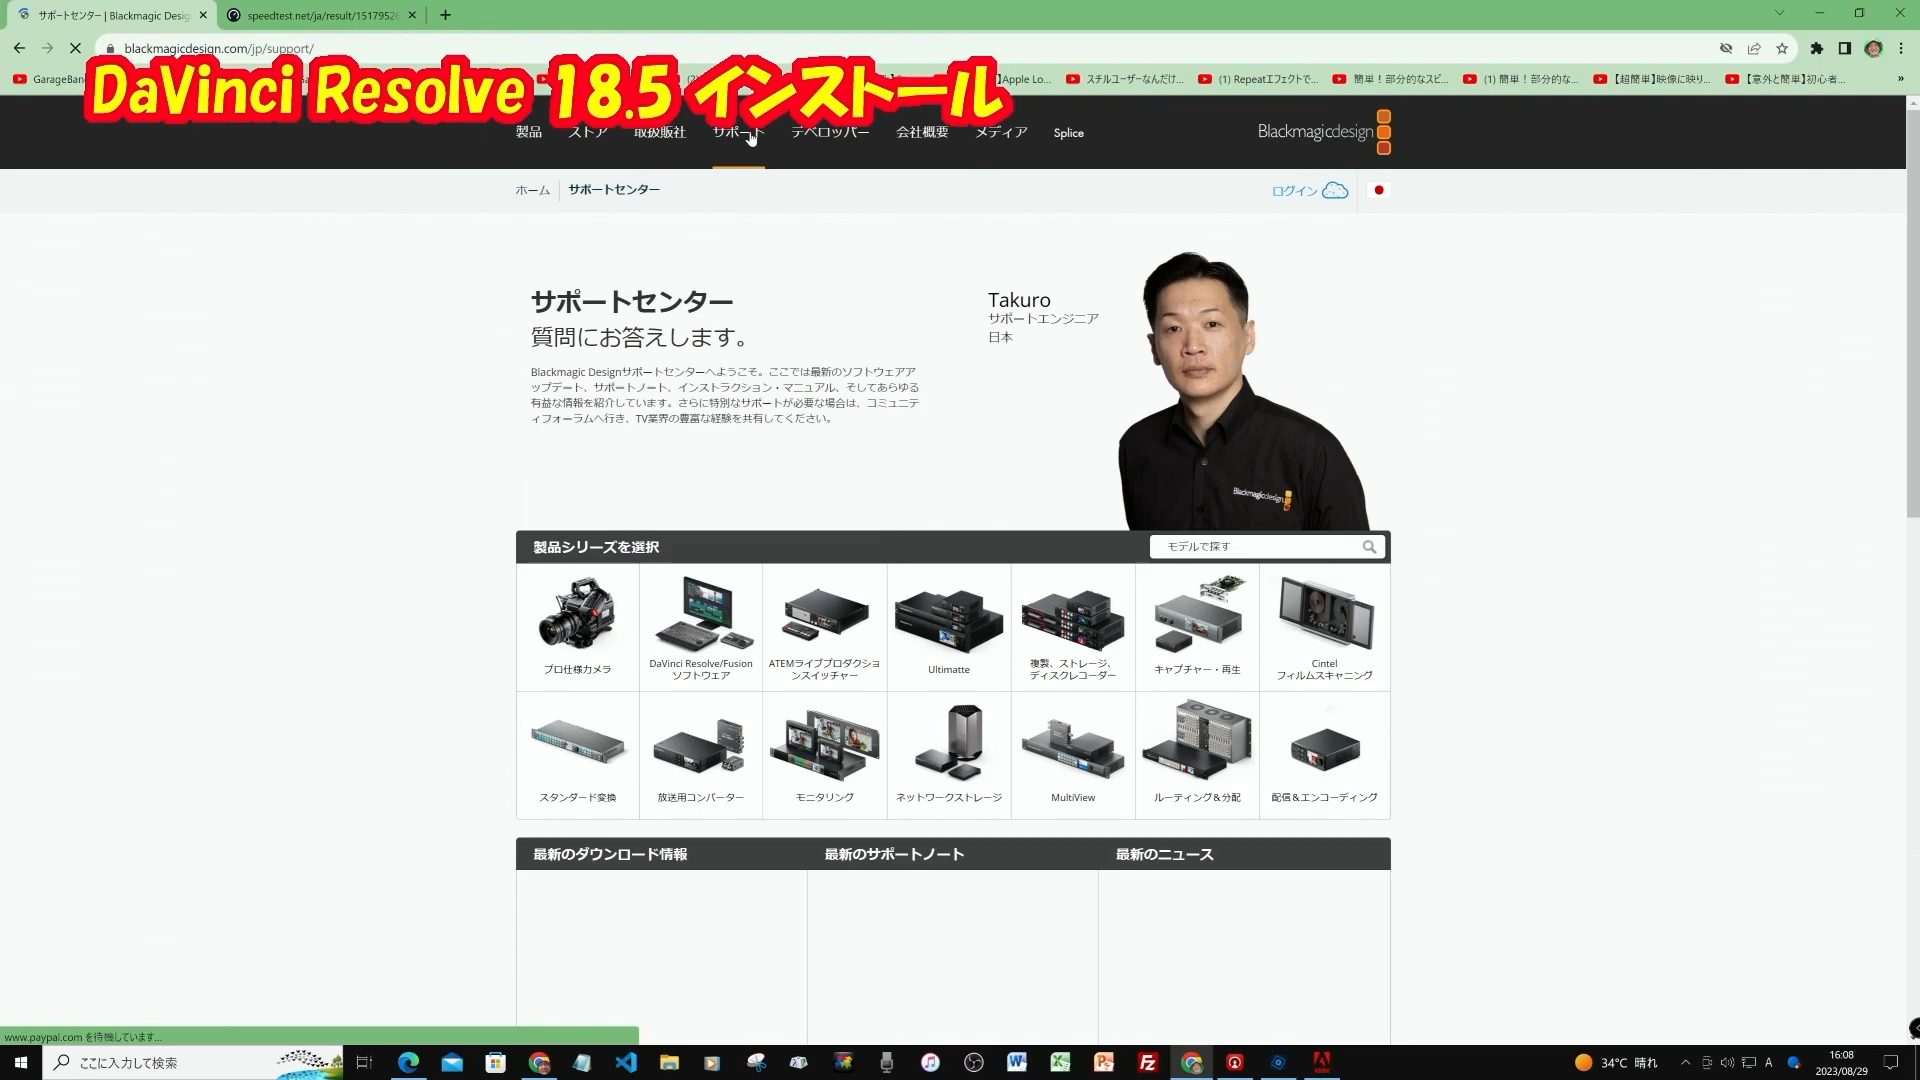 サポートセンター | Blackmagic Desig
speedtest.net/ja/result/15179526
blackmagicdesign.com/jp/support/
GarageBan
】Apple Lo...
スチルユーザーなんだけ...
(1) Repeatエフェクトで...
簡単！部分的なスピ...
(1) 簡単！部分的な...
【超簡単】映像に映り...
【意外と簡単】初心者...
DaVinci Resolve 18.5 インストール
製品
ストア
取扱販社
サポート
デベロッパー
会社概要
メディア
Splice
Blackmagicdesign
ホーム
サポートセンター
ログイン
サポートセンター
質問にお答えします。
Blackmagic Designサポートセンターへようこそ。ここでは最新のソフトウェアア
ップデート、サポートノート、インストラクション・マニュアル、そしてあらゆる
有益な情報を紹介しています。さらに特別なサポートが必要な場合は、コミュニテ
ィフォーラムへ行き、TV業界の豊富な経験を共有してください。
Takuro
サポートエンジニア
日本
Blackmagicdesign
製品シリーズを選択
モデルで探す
プロ仕様カメラ
DaVinci Resolve/Fusion
ソフトウェア
ATEMライブプロダクショ
ンスイッチャー
Ultimatte
複製、ストレージ、
ディスクレコーダー
キャプチャー・再生
Cintel
フィルムスキャニング
スタンダード変換
放送用コンバーター
モニタリング
ネットワークストレージ
MultiView
ルーティング＆分配
配信＆エンコーディング
最新のダウンロード情報
最新のサポートノート
最新のニュース
www.paypal.com を待機しています...
ここに入力して検索
34°C 晴れ
A
16:08
2023/08/29